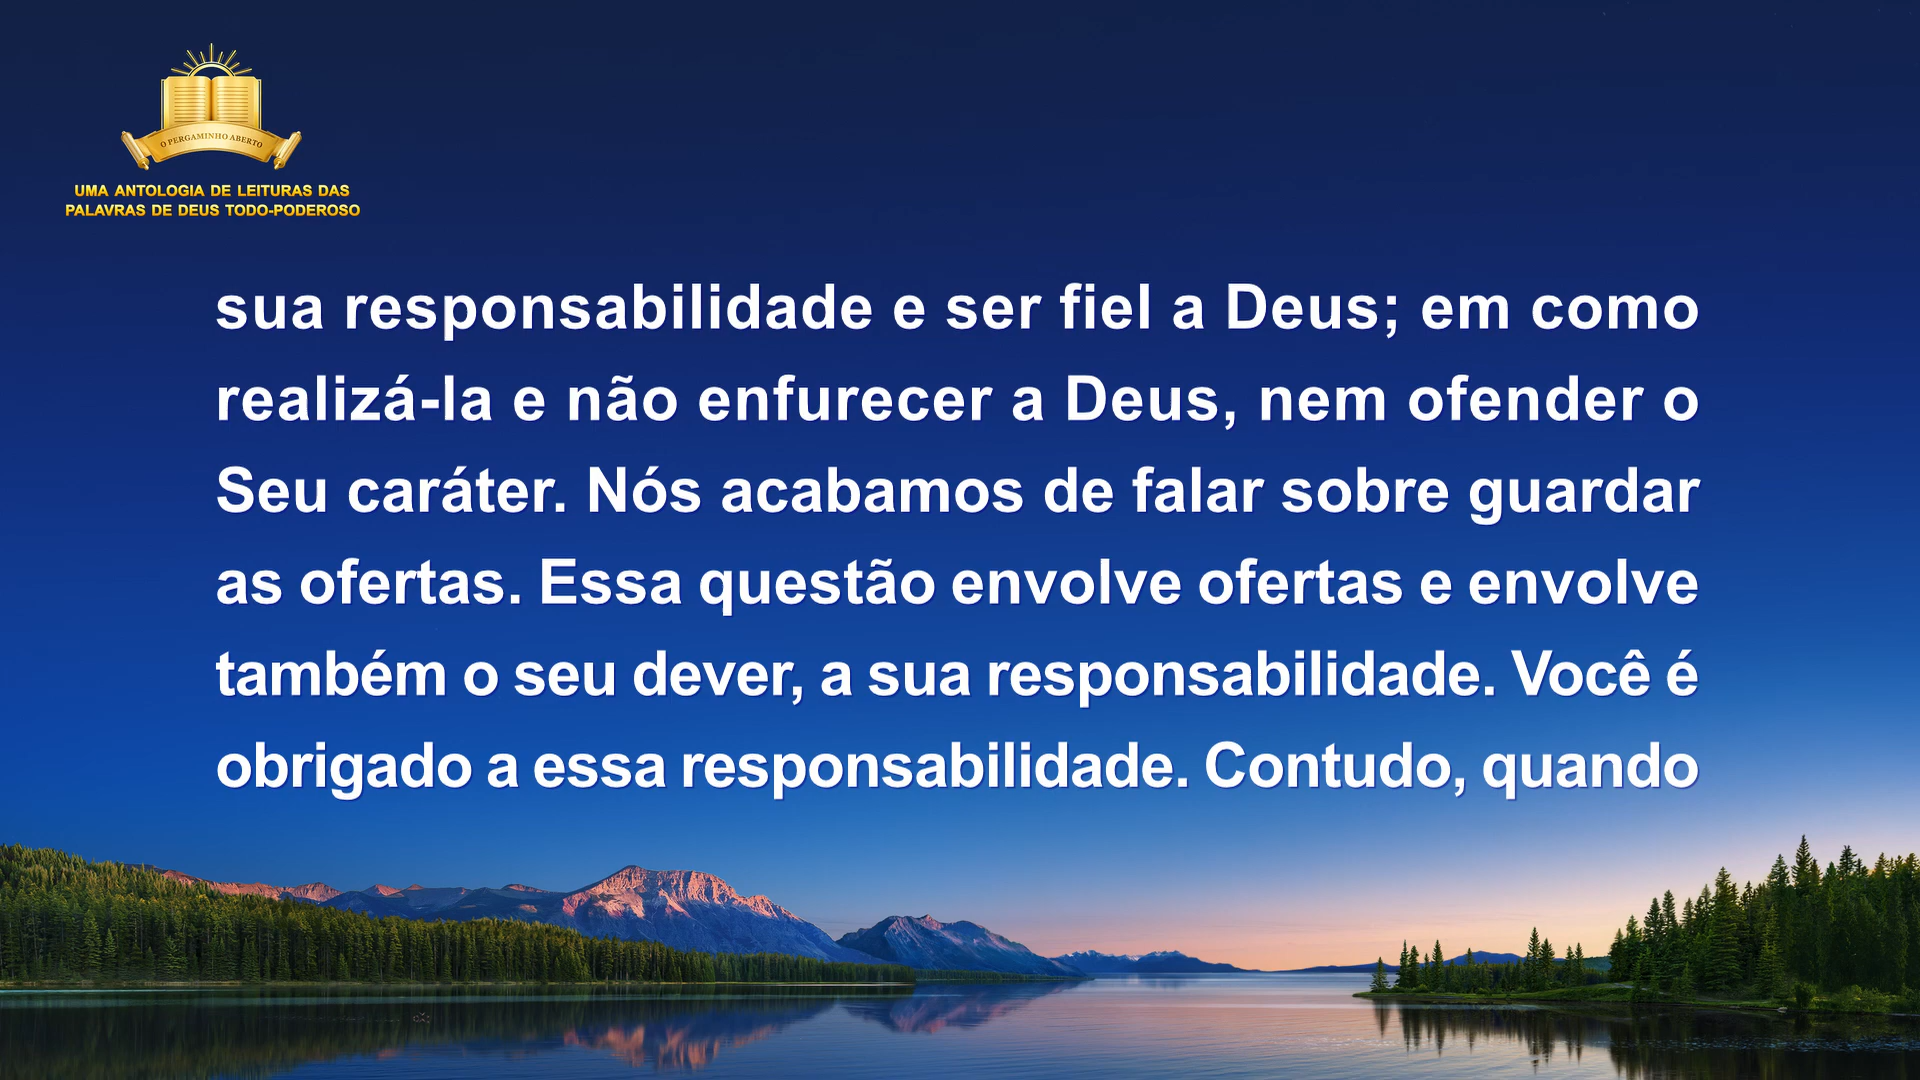 O PERGAMINHO ABERTO
UMA ANTOLOGIA DE LEITURAS DAS
PALAVRAS DE DEUS TODO-PODEROSO
sua responsabilidade e ser fiel a Deus; em como
realizá-la e não enfurecer a Deus, nem ofender o
Seu caráter. Nós acabamos de falar sobre guardar
as ofertas. Essa questão envolve ofertas e envolve
também o seu dever, a sua responsabilidade. Você é
obrigado a essa responsabilidade. Contudo, quando